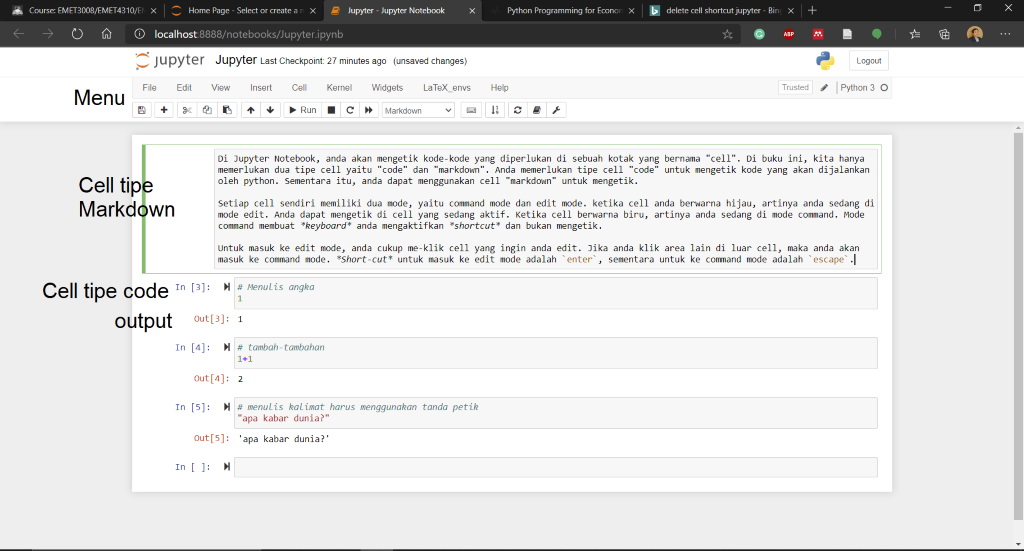 Course: EMET3008/EMET4310/E
Home Page - Select or create a n
Jupyter - Jupyter Notebook
Python Programming for Econom
delete cell shortcut jupyter - Bin
localhost:8888/notebooks/Jupyter.ipynb
ABP
jupyter Jupyter Last Checkpoint: 27 minutes ago (unsaved changes)
Logout
File Edit View Insert Cell Kernel Widgets LaTeX_envs Help
Trusted
Python 3
Menu
Run
Markdown
Cell tipe
Markdown
Di Jupyter Notebook, anda akan mengetik kode-kode yang diperlukan di sebuah kotak yang bernama "cell". Di buku ini, kita hanya
memerlukan dua tipe cell yaitu "code" dan "markdown". Anda memerlukan tipe cell "code" untuk mengetik kode yang akan dijalankan
oleh python. Sementara itu, anda dapat menggunakan cell "markdown" untuk mengetik.
Setiap cell sendiri memiliki dua mode, yaitu command mode dan edit mode. ketika cell anda berwarna hijau, artinya anda sedang di
mode edit. Anda dapat mengetik di cell yang sedang aktif. Ketika cell berwarna biru, artinya anda sedang di mode command. Mode
command membuat *keyboard* anda mengaktifkan *shortcut* dan bukan mengetik.
Untuk masuk ke edit mode, anda cukup me-klik cell yang ingin anda edit. Jika anda klik area lain di luar cell, maka anda akan
masuk ke command mode. *Short-cut* untuk masuk ke edit mode adalah `enter`, sementara untuk ke command mode adalah `escape`.
Cell tipe code
In [3]:
# Menulis angka
1
output
Out[3]: 1
In [4]:
# tambah-tambahan
1+1
Out[4]: 2
In [5]:
# menulis kalimat harus menggunakan tanda petik
"apa kabar dunia?"
Out[5]: 'apa kabar dunia?'
In [ ]: